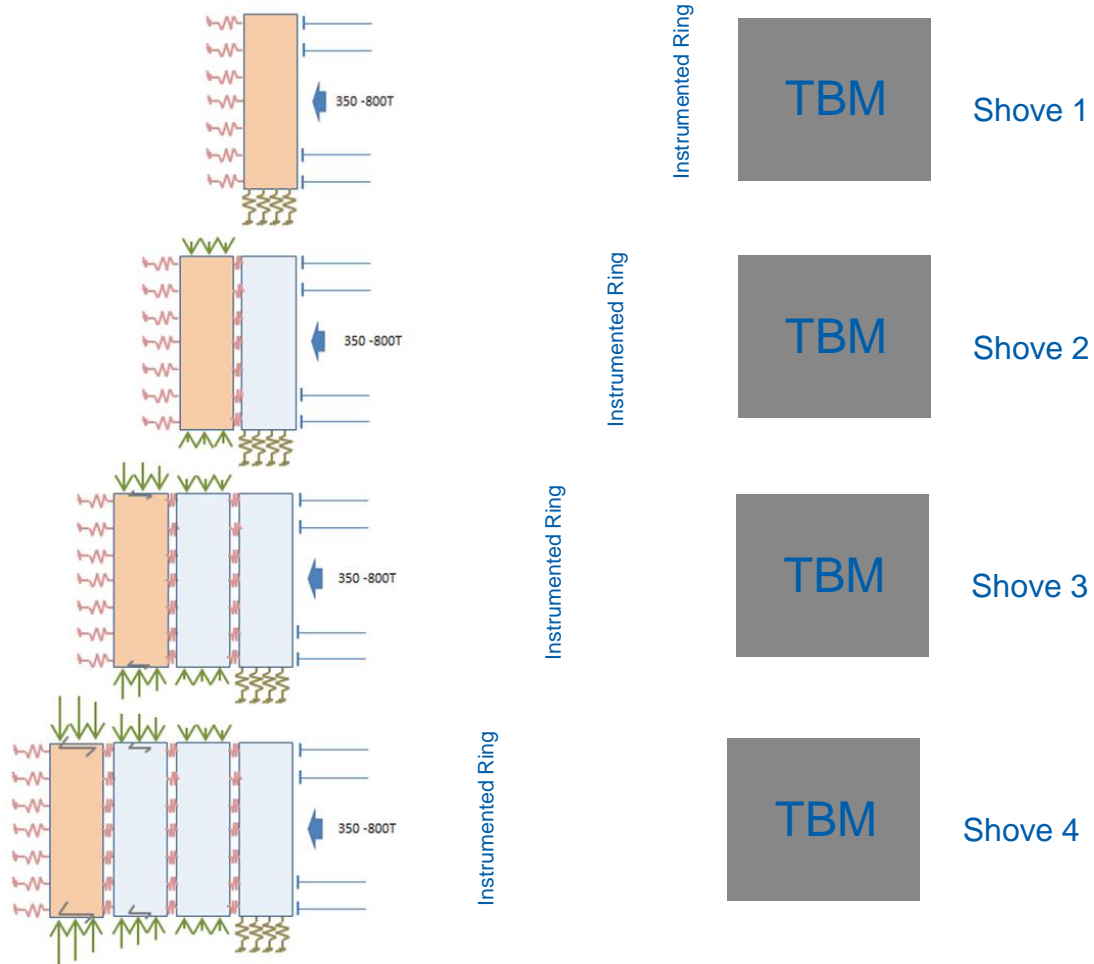 350 -800T
Instrumented Ring
TBM
Shove 1
350 -800T
Instrumented Ring
TBM
Shove 2
350 -800T
Instrumented Ring
TBM
Shove 3
350 -800T
Instrumented Ring
TBM
Shove 4